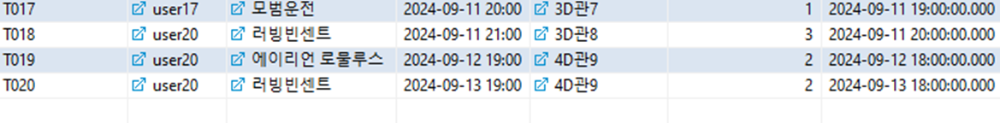 T017 user17 모범운전 2024-09-11 20:00 3D관7 1 2024-09-11 19:00:00.000
T018 user20 러빙빈센트 2024-09-11 21:00 3D관8 3 2024-09-11 20:00:00.000
T019 user20 에이리언 로물루스 2024-09-12 19:00 4D관9 2 2024-09-12 18:00:00.000
T020 user20 러빙빈센트 2024-09-13 19:00 4D관9 2 2024-09-13 18:00:00.000